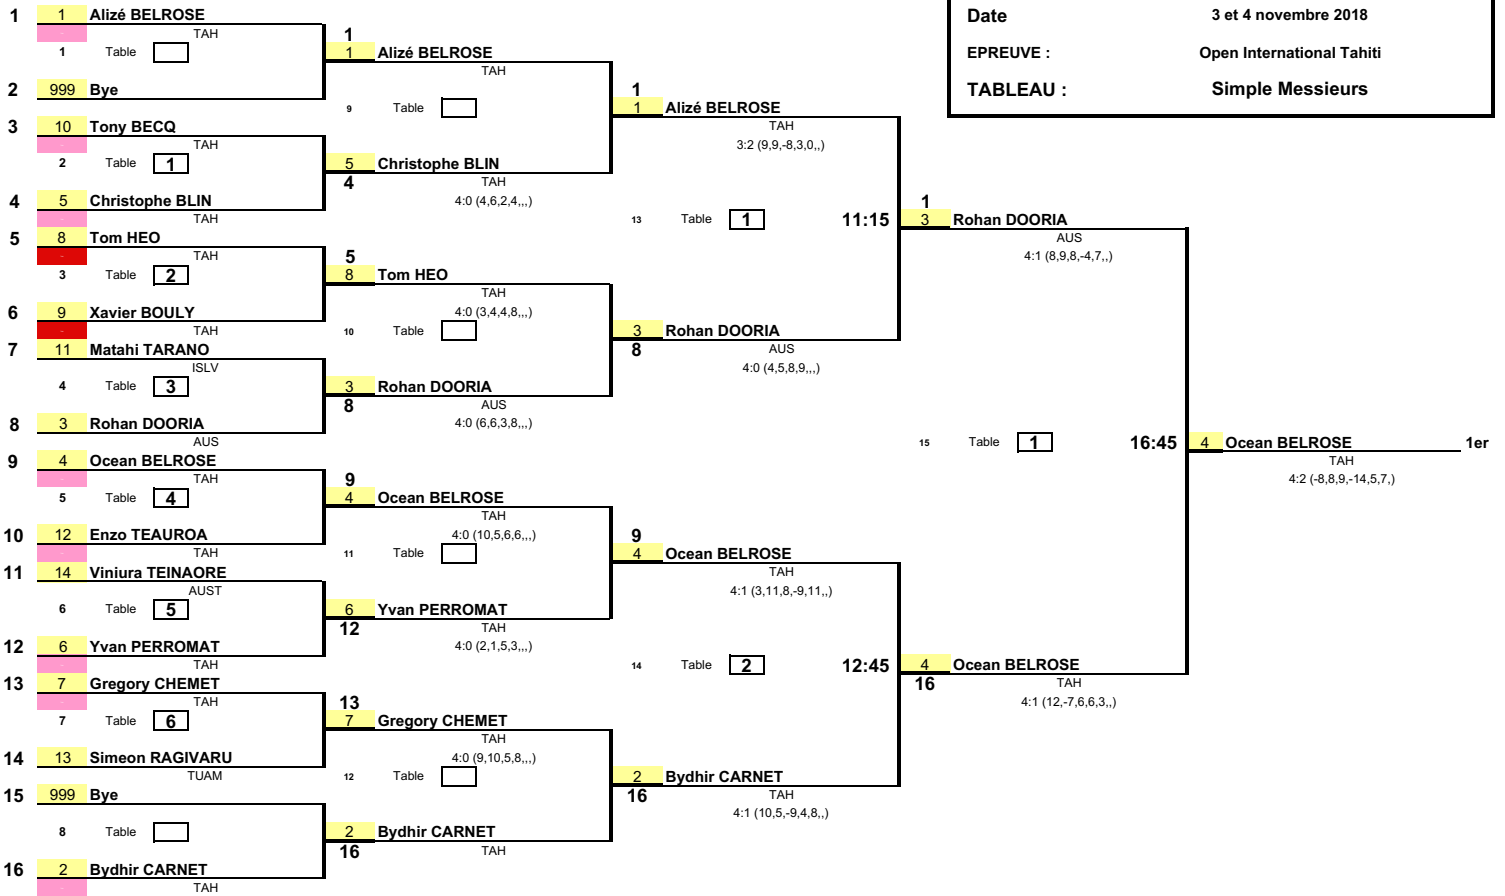 Date 3 et 4 novembre 2018
EPREUVE : Open International Tahiti
TABLEAU : Simple Messieurs
1 1 Alizé BELROSE
- TAH
1 Table
2 999 Bye
3 10 Tony BECQ
- TAH
2 Table 1
4 5 Christophe BLIN
- TAH
5 8 Tom HEO
- TAH
3 Table 2
6 9 Xavier BOULY
- TAH
7 11 Matahi TARANO
ISLV
4 Table 3
8 3 Rohan DOORIA
AUS
9 4 Ocean BELROSE
- TAH
5 Table 4
10 12 Enzo TEAUROA
- TAH
11 14 Viniura TEINAORE
AUST
6 Table 5
12 6 Yvan PERROMAT
- TAH
13 7 Gregory CHEMET
- TAH
7 Table 6
14 13 Simeon RAGIVARU
TUAM
15 999 Bye
8 Table
16 2 Bydhir CARNET
- TAH
1
1 Alizé BELROSE
TAH
9 Table
5 Christophe BLIN
4 TAH
4:0 (4,6,2,4,,,)
5
8 Tom HEO
TAH
4:0 (3,4,4,8,,,)
10 Table
3 Rohan DOORIA
8 AUS
4:0 (6,6,3,8,,,)
9
4 Ocean BELROSE
TAH
4:0 (10,5,6,6,,,)
11 Table
6 Yvan PERROMAT
12 TAH
4:0 (2,1,5,3,,,)
13
7 Gregory CHEMET
TAH
4:0 (9,10,5,8,,,)
12 Table
2 Bydhir CARNET
16 TAH
1
1 Alizé BELROSE
TAH
3:2 (9,9,-8,3,0,,)
13 Table 1 11:15
3 Rohan DOORIA
8 AUS
4:0 (4,5,8,9,,,)
9
4 Ocean BELROSE
TAH
4:1 (3,11,8,-9,11,,)
14 Table 2 12:45
2 Bydhir CARNET
16 TAH
4:1 (10,5,-9,4,8,,)
1
3 Rohan DOORIA
AUS
4:1 (8,9,8,-4,7,,)
15 Table 1 16:45
4 Ocean BELROSE
16 TAH
4:1 (12,-7,6,6,3,,)
4 Ocean BELROSE 1er
TAH
4:2 (-8,8,9,-14,5,7,)